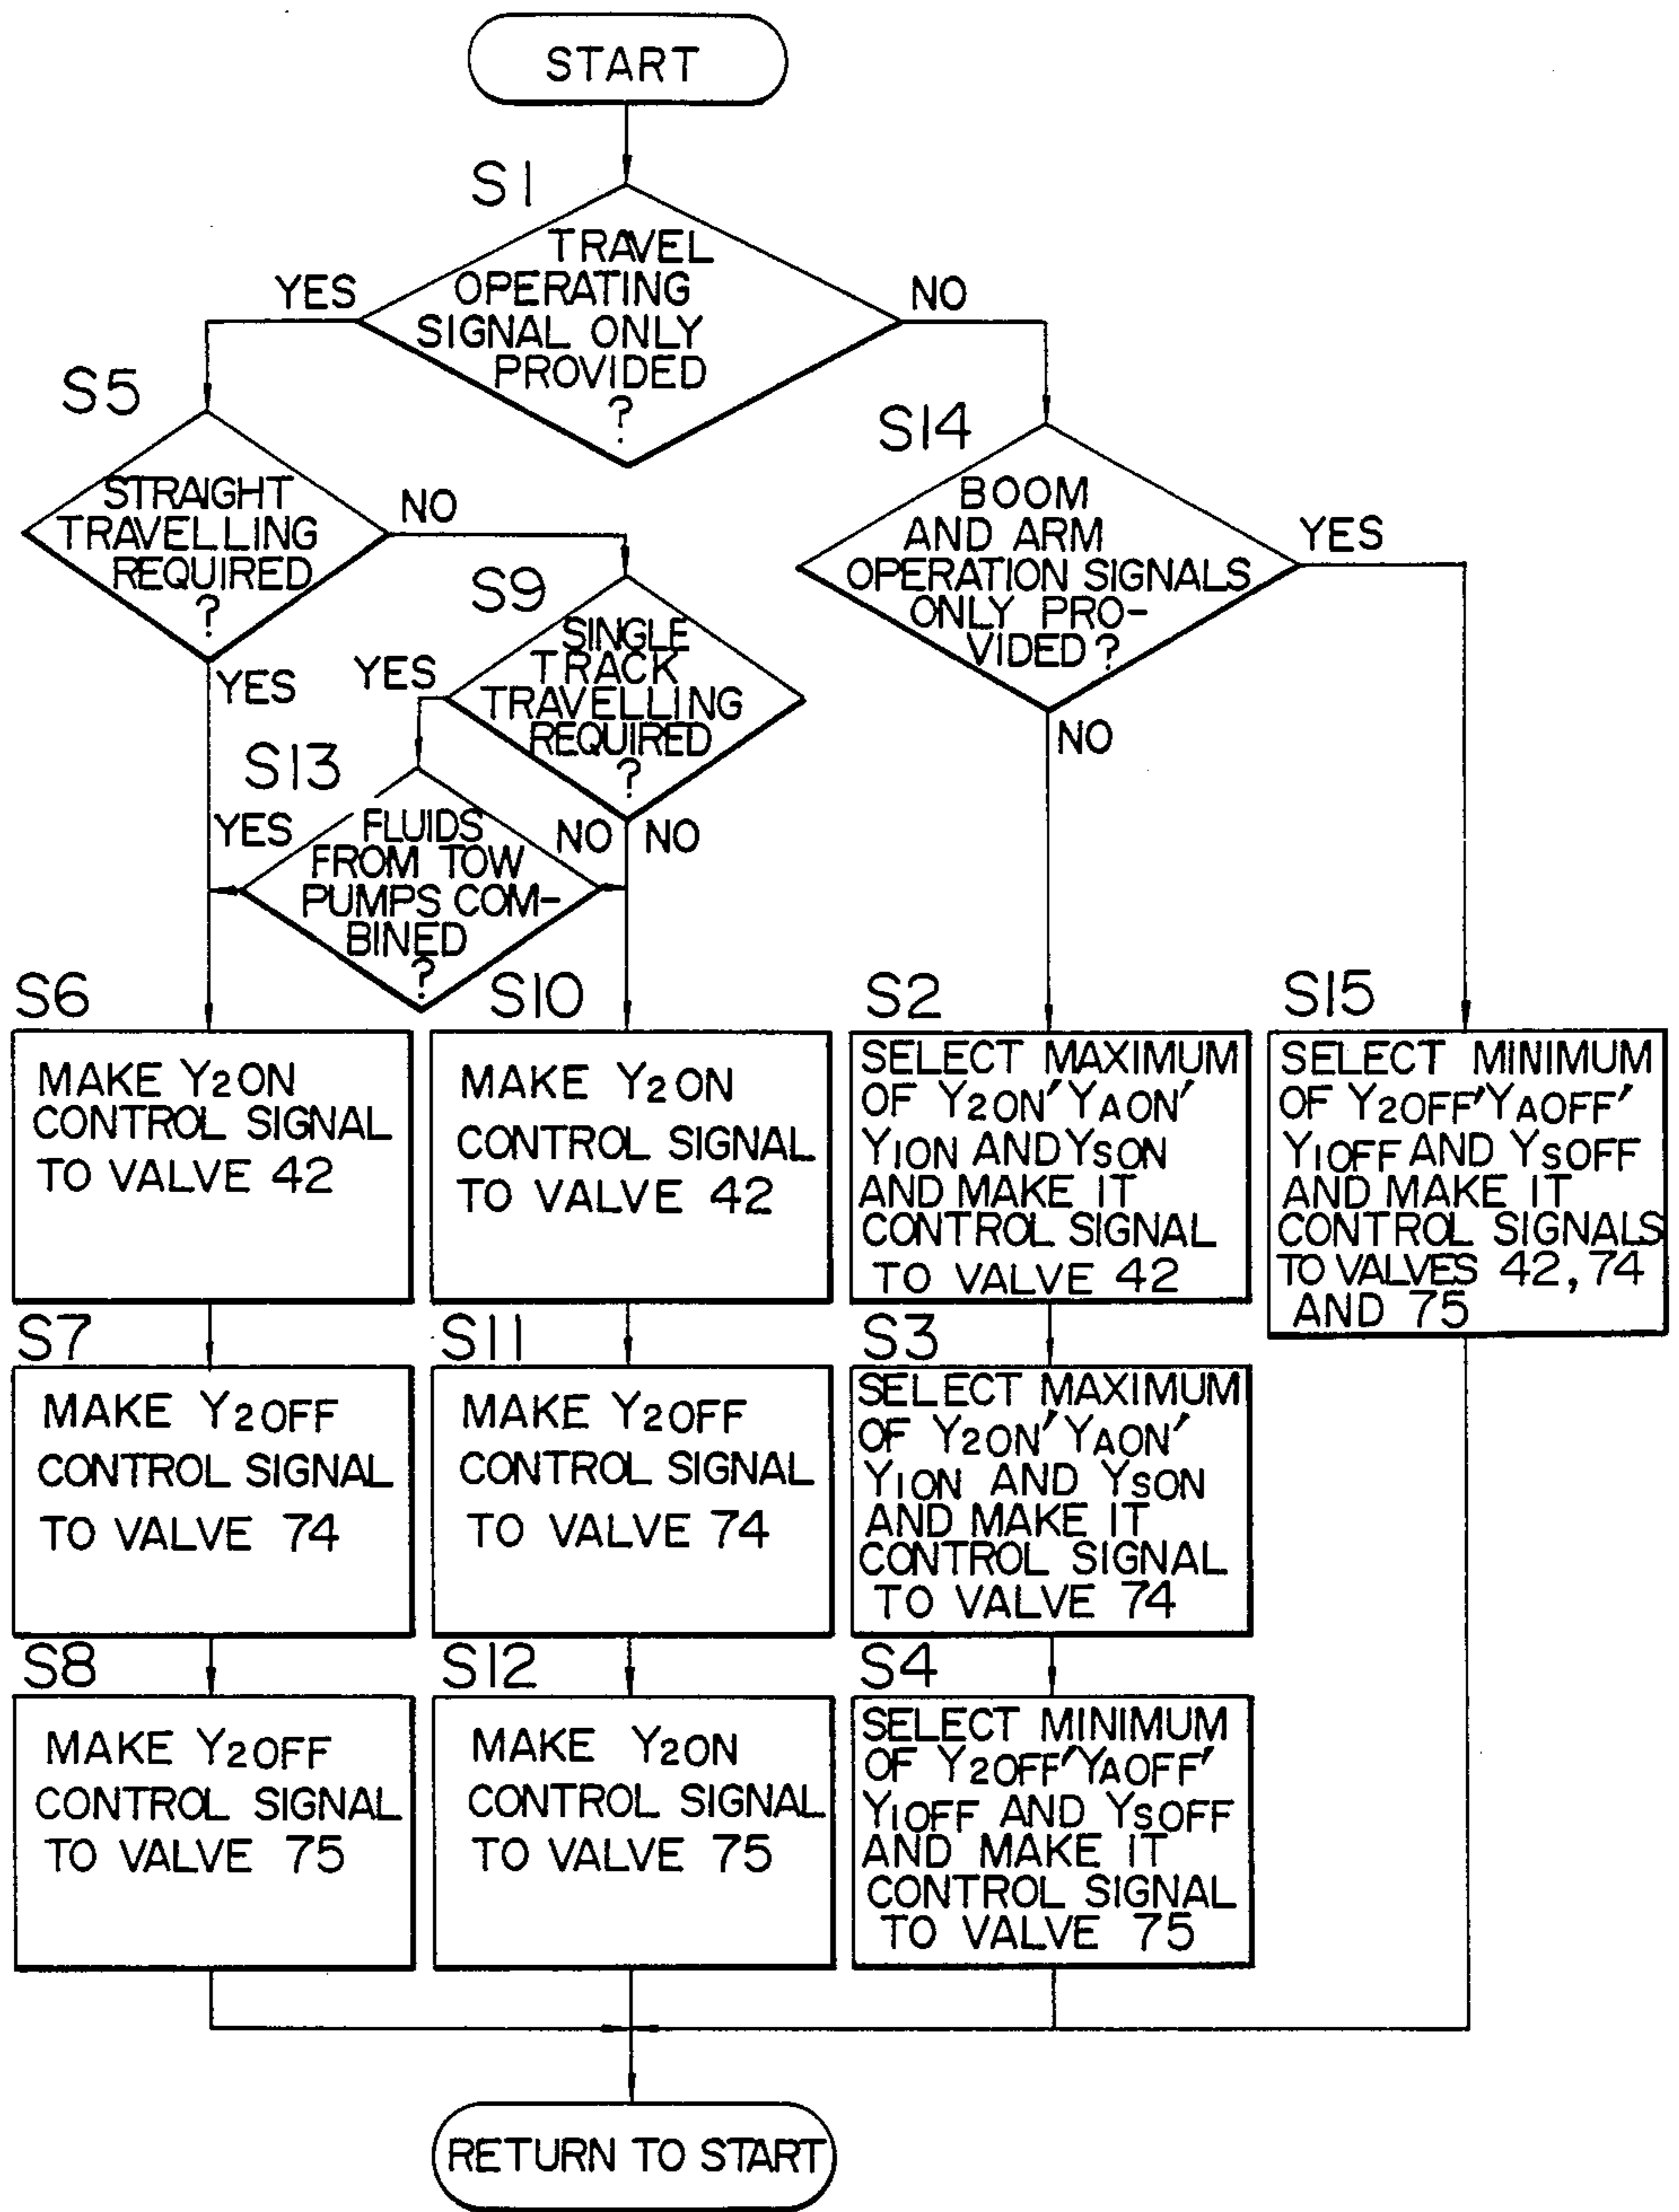 START
S1
TRAVEL
OPERATING
SIGNAL ONLY
PROVIDED
?
YES
NO
S5
STRAIGHT
TRAVELLING
REQUIRED
?
NO
YES
S14
BOOM
AND ARM
OPERATION SIGNALS
ONLY PRO-
VIDED?
YES
NO
S9
SINGLE
TRACK
TRAVELLING
REQUIRED
?
YES
NO
S13
FLUIDS
FROM TOW
PUMPS COM-
BINED
?
YES
NO
S6
MAKE Y2ON
CONTROL SIGNAL
TO VALVE 42
S10
MAKE Y2ON
CONTROL SIGNAL
TO VALVE 42
S2
SELECT MAXIMUM
OF Y2ON' YAON'
Y1ON AND YSON
AND MAKE IT
CONTROL SIGNAL
TO VALVE 42
S15
SELECT MINIMUM
OF Y2OFF'YAOFF'
Y1OFF AND YSOFF
AND MAKE IT
CONTROL SIGNALS
TO VALVES 42, 74
AND 75
S7
MAKE Y2OFF
CONTROL SIGNAL
TO VALVE 74
S11
MAKE Y2OFF
CONTROL SIGNAL
TO VALVE 74
S3
SELECT MAXIMUM
OF Y2ON' YAON'
Y1ON AND YSON
AND MAKE IT
CONTROL SIGNAL
TO VALVE 74
S8
MAKE Y2OFF
CONTROL SIGNAL
TO VALVE 75
S12
MAKE Y2ON
CONTROL SIGNAL
TO VALVE 75
S4
SELECT MINIMUM
OF Y2OFF'YAOFF'
Y1OFF AND YSOFF
AND MAKE IT
CONTROL SIGNAL
TO VALVE 75
RETURN TO START